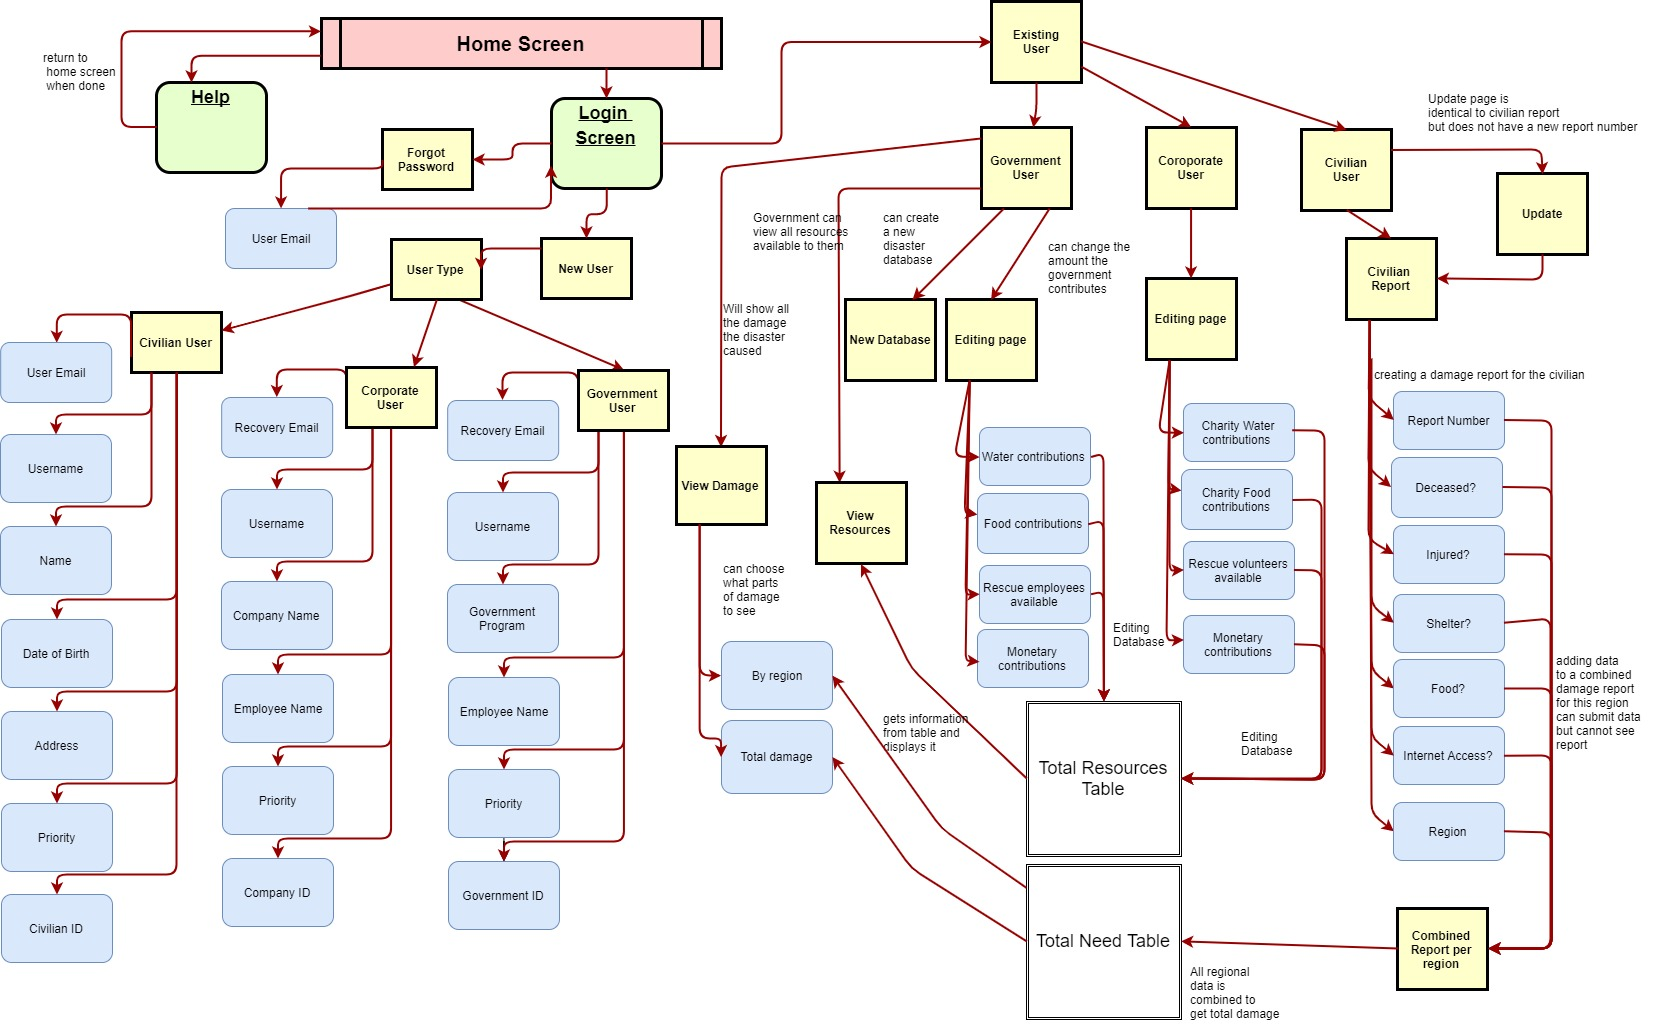 Home Screen
return to
home screen
when done
Help
Login
Screen
Forgot
Password
User Email
New User
User Type
Existing
User
Government
User
Coroporate
User
Civilian
User
Update page is
identical to civilian report
but does not have a new report number
Update
Civilian
Report
Government can
view all resources
available to them
can create
a new
disaster
database
can change the
amount the
government
contributes
Will show all
the damage
the disaster
caused
New Database
Editing page
Editing page
Civilian User
User Email
Username
Name
Date of Birth
Address
Priority
Civilian ID
Corporate
User
Recovery Email
Username
Company Name
Employee Name
Priority
Company ID
Government
User
Recovery Email
Username
Government
Program
Employee Name
Priority
Government ID
View Damage
View
Resources
can choose
what parts
of damage
to see
By region
Total damage
gets information
from table and
displays it
Water contributions
Food contributions
Rescue employees
available
Monetary
contributions
Editing
Database
Charity Water
contributions
Charity Food
contributions
Rescue volunteers
available
Monetary
contributions
Editing
Database
creating a damage report for the civilian
Report Number
Deceased?
Injured?
Shelter?
Food?
Internet Access?
Region
adding data
to a combined
damage report
for this region
can submit data
but cannot see
report
Total Resources
Table
Total Need Table
Combined
Report per
region
All regional
data is
combined to
get total damage